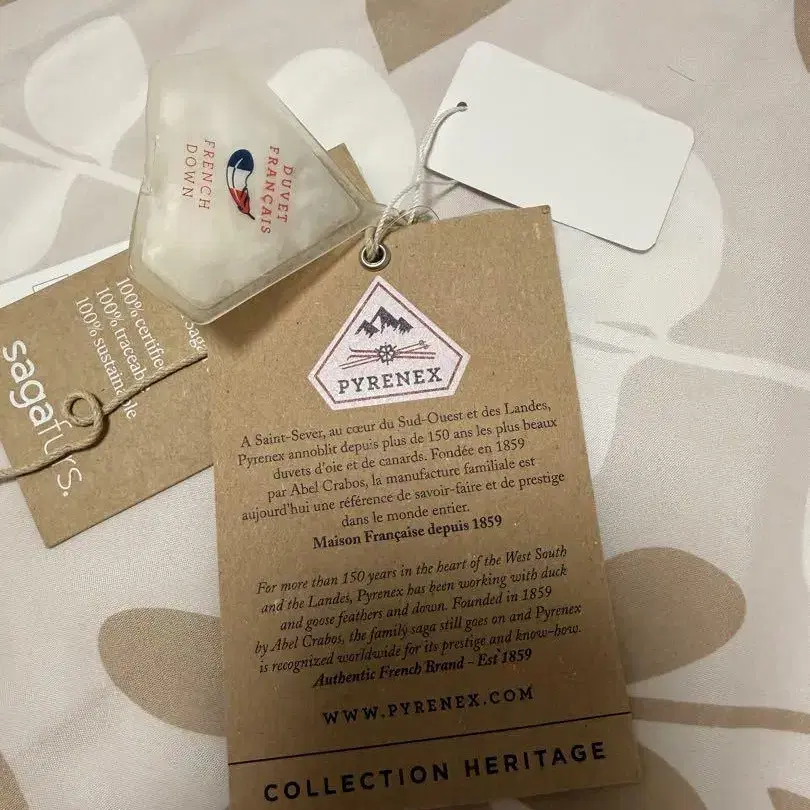 DUVET
FRANÇAIS
FRENCH
DOWN
100% certified
100% traceable
100% sustainable
sagafurs.
Saga
PYRENEX
A Saint-Sever, au cœur du Sud-Ouest et des Landes,
Pyrenex annoblit depuis plus de 150 ans les plus beaux
duvets d'oie et de canards. Fondée en 1859
par Abel Crabos, la manufacture familiale est
aujourd'hui une référence de savoir-faire et de prestige
dans le monde entier.
Maison Française depuis 1859
For more than 150 years in the heart of the West South
and the Landes, Pyrenex has been working with duck
and goose feathers and down. Founded in 1859
by Abel Crabos, the family saga still goes on and Pyrenex
is recognized worldwide for its prestige and know-how.
Authentic French Brand - Est 1859
WWW.PYRENEX.COM
COLLECTION HERITAGE